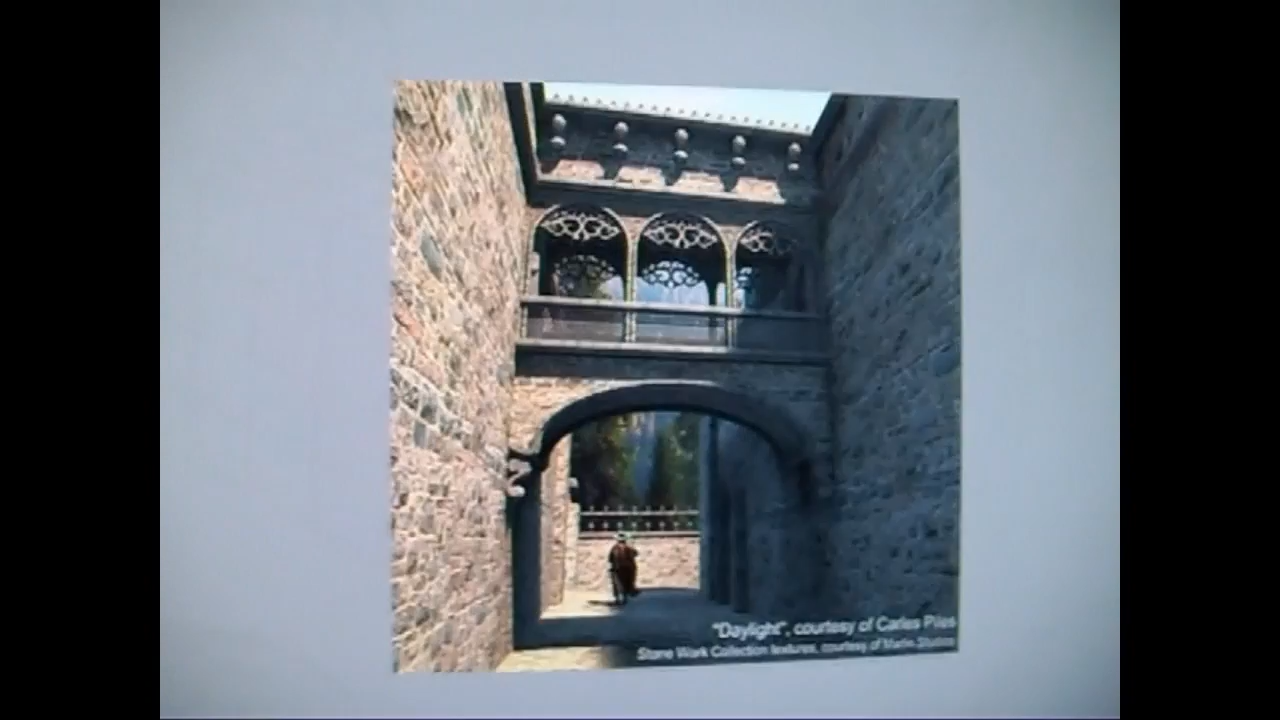 "Daylight", courtesy of Carles Piles
Stone Work Collection textures, courtesy of Marlin Studios